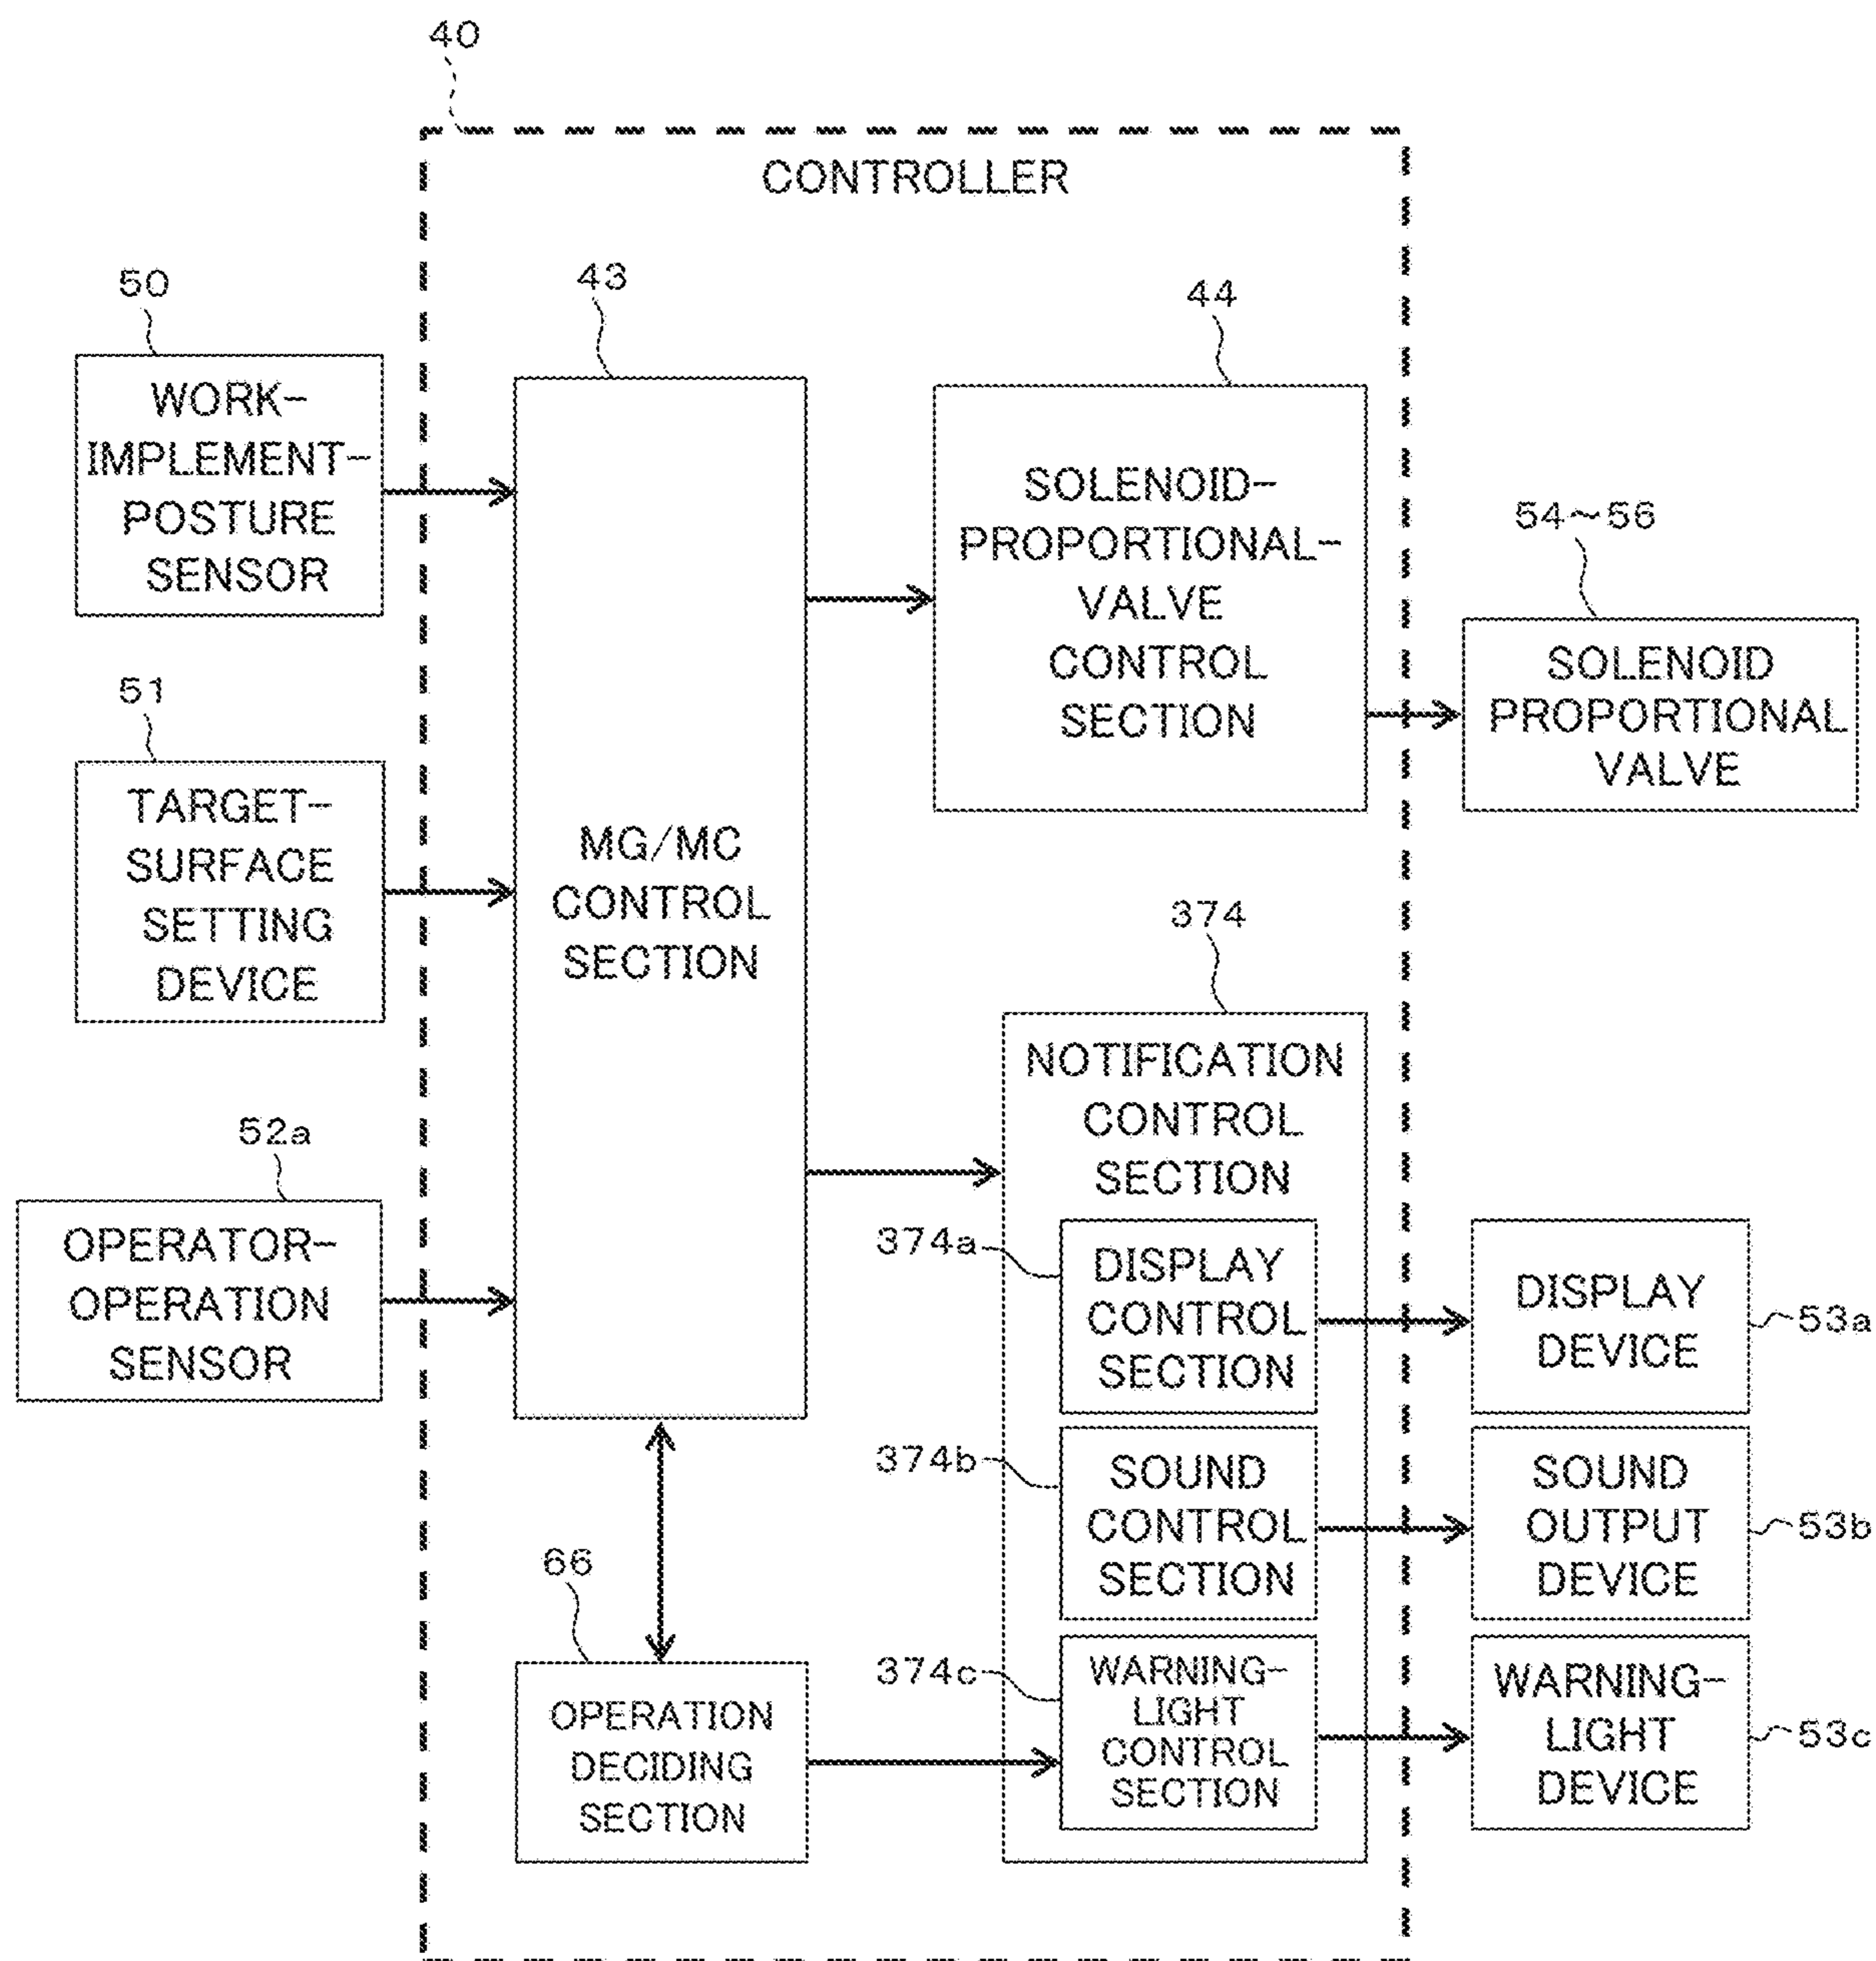 40
CONTROLLER
50
WORK-
IMPLEMENT-
POSTURE
SENSOR
51
TARGET-
SURFACE
SETTING
DEVICE
52a
OPERATOR-
OPERATION
SENSOR
43
MG/MC
CONTROL
SECTION
66
OPERATION
DECIDING
SECTION
44
SOLENOID-
PROPORTIONAL-
VALVE
CONTROL
SECTION
54~56
SOLENOID
PROPORTIONAL
VALVE
374
NOTIFICATION
CONTROL
SECTION
374a
DISPLAY
CONTROL
SECTION
374b
SOUND
CONTROL
SECTION
374c
WARNING-
LIGHT
CONTROL
SECTION
DISPLAY
DEVICE
53a
SOUND
OUTPUT
DEVICE
53b
WARNING-
LIGHT
DEVICE
53c